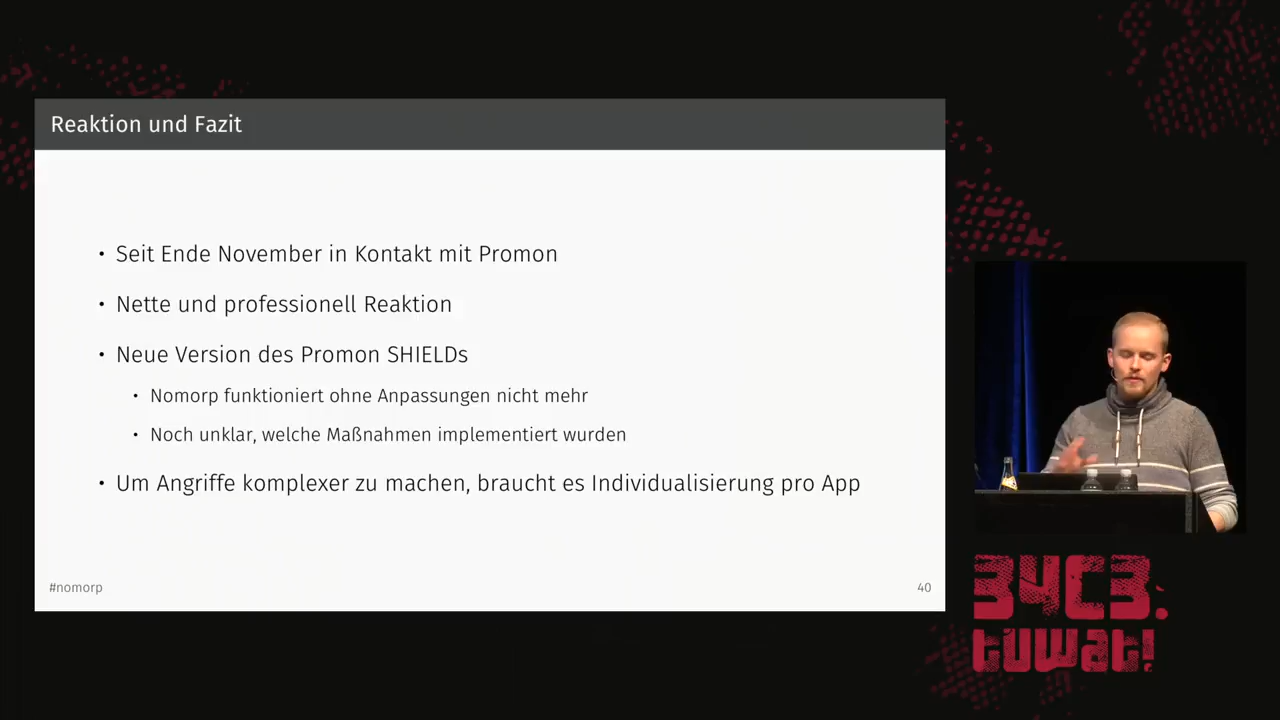 Reaktion und Fazit
• Seit Ende November in Kontakt mit Promon
• Nette und professionell Reaktion
• Neue Version des Promon SHIELDs
• Nomorp funktioniert ohne Anpassungen nicht mehr
• Noch unklar, welche Maßnahmen implementiert wurden
• Um Angriffe komplexer zu machen, braucht es Individualisierung pro App
#nomorp
40
34C3.
tuwat!